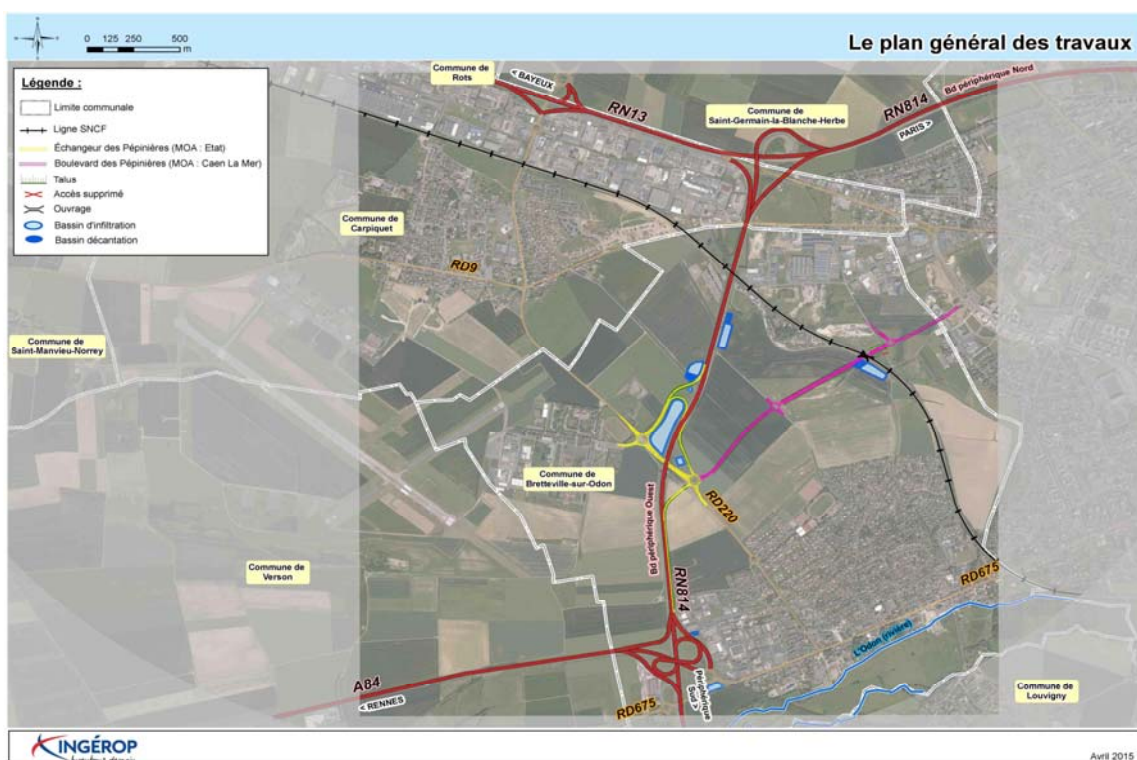 0 125 250 500
m
Le plan général des travaux
Légende :
Limite communale
Ligne SNCF
Échangeur des Pépinières (MOA : Etat)
Boulevard des Pépinières (MOA : Caen La Mer)
Talus
Accès supprimé
Ouvrage
Bassin d'infiltration
Bassin décantation
Commune de
Rots
< BAYEUX
RN13
Commune de
Saint-Germain-la-Blanche-Herbe
RN814
Bd périphérique Nord
PARIS >
Commune de
Carpiquet
RD9
Commune de
Saint-Manvieu-Norrey
Commune de
Bretteville-sur-Odon
Bd périphérique Ouest
RD220
Commune de
Verson
RN814
RD675
L'Odon (rivière)
A84
< RENNES
RD675
Périphérique
Sud >
Commune de
Louvigny
INGÉROP
Avril 2015